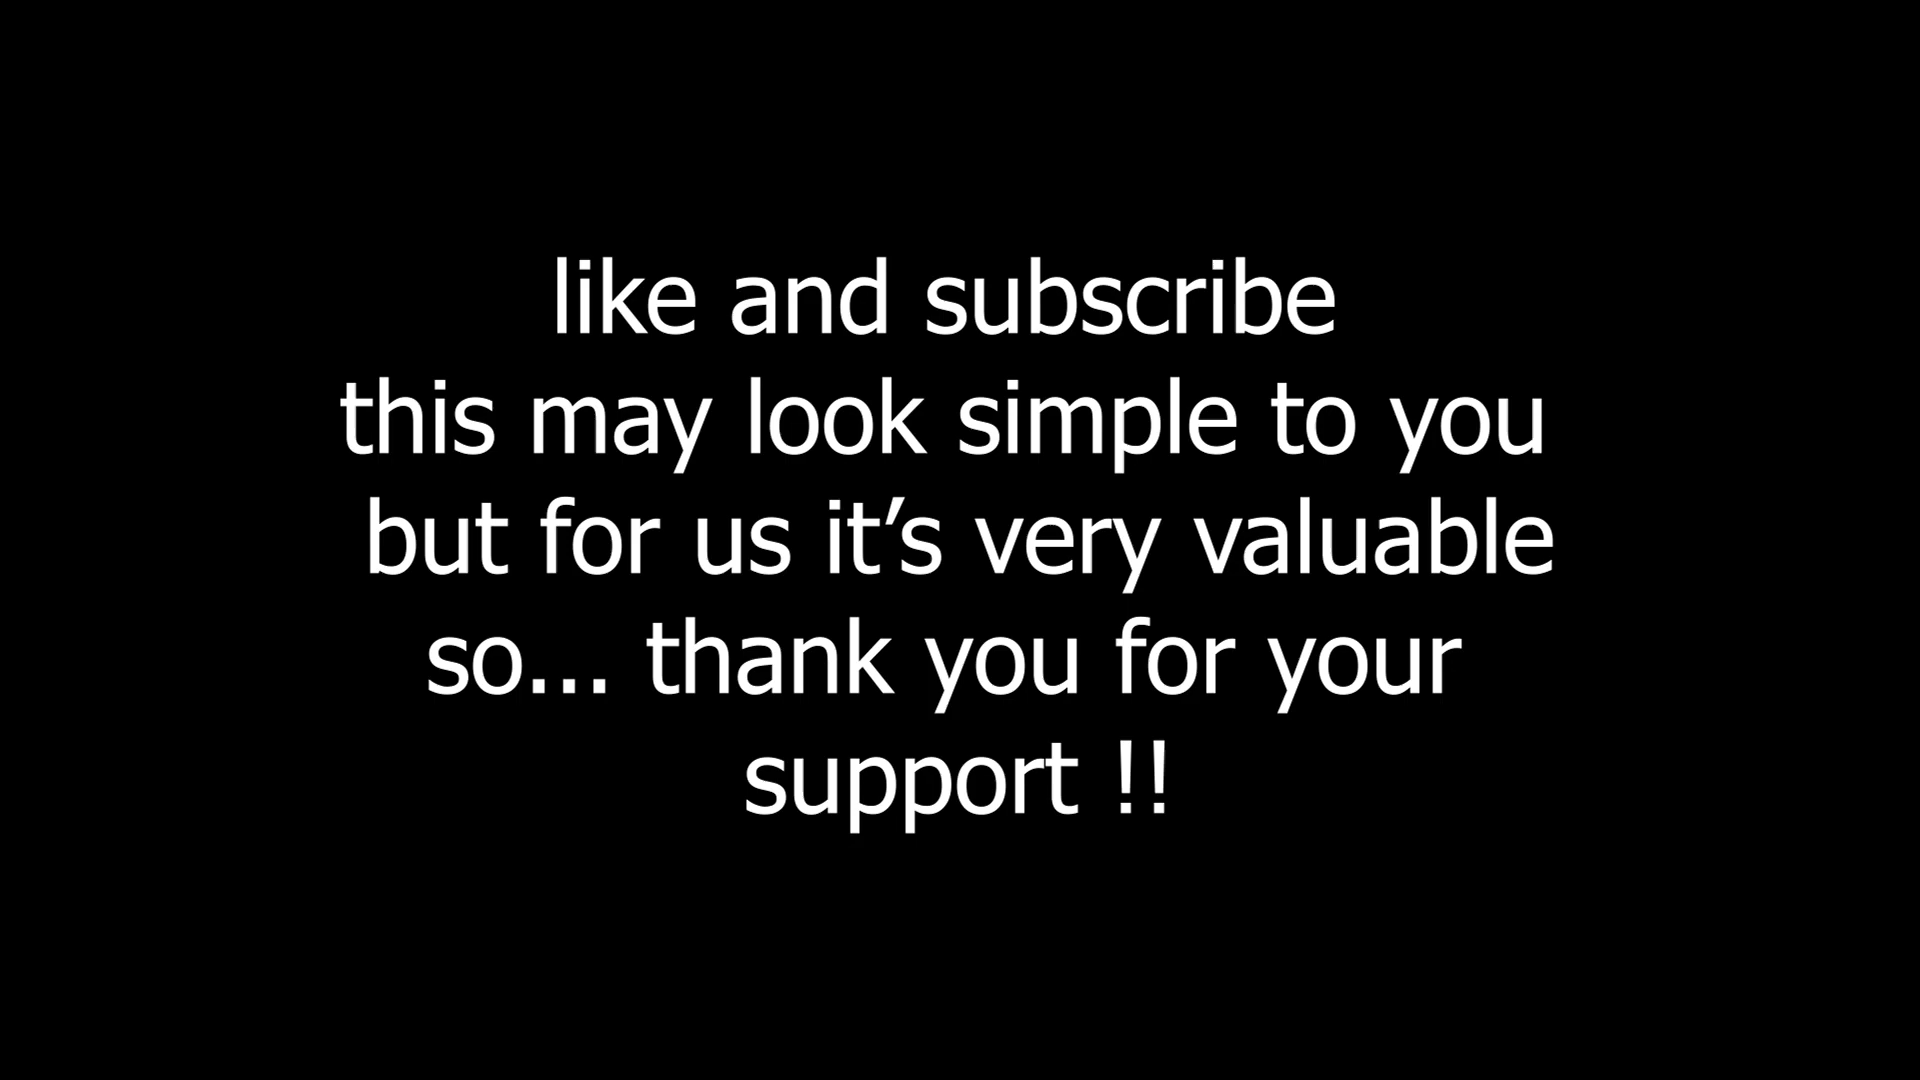 like and subscribe
this may look simple to you
but for us it’s very valuable
so... thank you for your
support !!